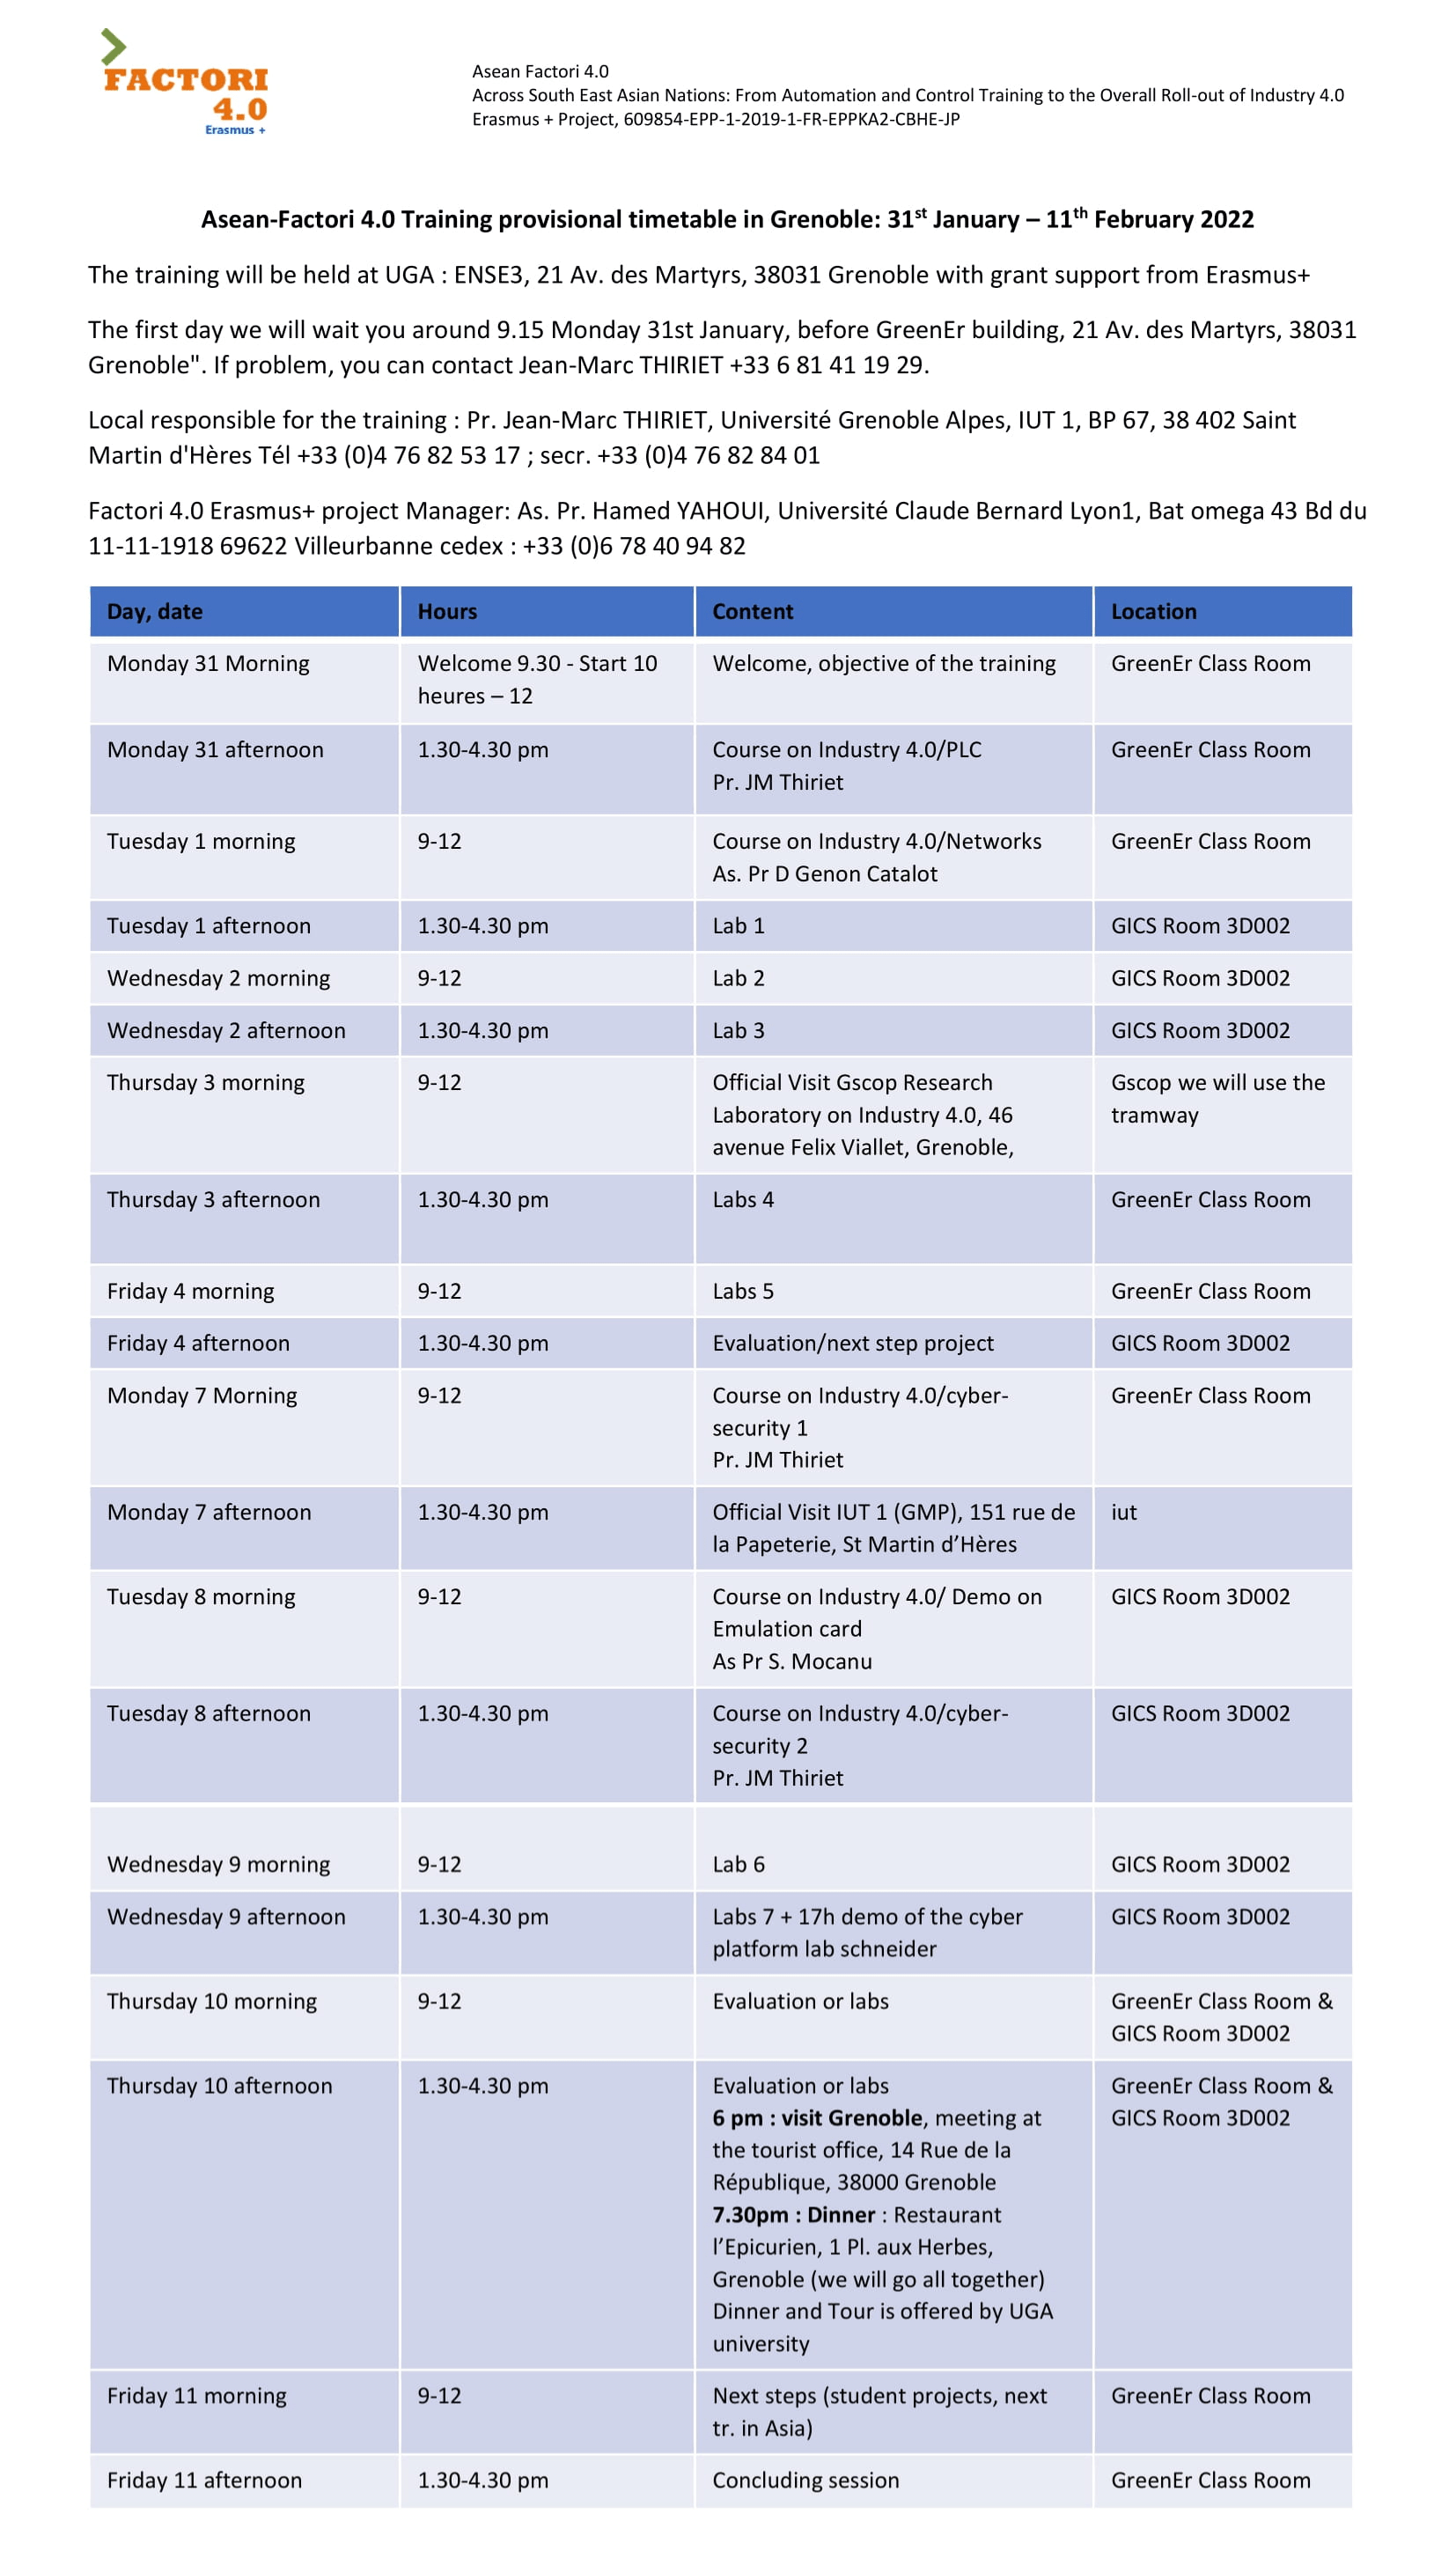 FACTORI
4.0
Erasmus +
Asean Factori 4.0
Across South East Asian Nations: From Automation and Control Training to the Overall Roll-out of Industry 4.0
Erasmus + Project, 609854-EPP-1-2019-1-FR-EPPKA2-CBHE-JP
Asean-Factori 4.0 Training provisional timetable in Grenoble: 31st January – 11th February 2022
The training will be held at UGA : ENSE3, 21 Av. des Martyrs, 38031 Grenoble with grant support from Erasmus+
The first day we will wait you around 9.15 Monday 31st January, before GreenEr building, 21 Av. des Martyrs, 38031
Grenoble". If problem, you can contact Jean-Marc THIRIET +33 6 81 41 19 29.
Local responsible for the training : Pr. Jean-Marc THIRIET, Université Grenoble Alpes, IUT 1, BP 67, 38 402 Saint
Martin d'Hères Tél +33 (0)4 76 82 53 17 ; secr. +33 (0)4 76 82 84 01
Factori 4.0 Erasmus+ project Manager: As. Pr. Hamed YAHOUI, Université Claude Bernard Lyon1, Bat omega 43 Bd du
11-11-1918 69622 Villeurbanne cedex : +33 (0)6 78 40 94 82
Day, date Hours Content Location
Monday 31 Morning Welcome 9.30 - Start 10 Welcome, objective of the training GreenEr Class Room
heures – 12
Monday 31 afternoon 1.30-4.30 pm Course on Industry 4.0/PLC GreenEr Class Room
Pr. JM Thiriet
Tuesday 1 morning 9-12 Course on Industry 4.0/Networks GreenEr Class Room
As. Pr D Genon Catalot
Tuesday 1 afternoon 1.30-4.30 pm Lab 1 GICS Room 3D002
Wednesday 2 morning 9-12 Lab 2 GICS Room 3D002
Wednesday 2 afternoon 1.30-4.30 pm Lab 3 GICS Room 3D002
Thursday 3 morning 9-12 Official Visit Gscop Research Gscop we will use the
Laboratory on Industry 4.0, 46 tramway
avenue Felix Viallet, Grenoble,
Thursday 3 afternoon 1.30-4.30 pm Labs 4 GreenEr Class Room
Friday 4 morning 9-12 Labs 5 GreenEr Class Room
Friday 4 afternoon 1.30-4.30 pm Evaluation/next step project GICS Room 3D002
Monday 7 Morning 9-12 Course on Industry 4.0/cyber- GreenEr Class Room
security 1
Pr. JM Thiriet
Monday 7 afternoon 1.30-4.30 pm Official Visit IUT 1 (GMP), 151 rue de iut
la Papeterie, St Martin d’Hères
Tuesday 8 morning 9-12 Course on Industry 4.0/ Demo on GICS Room 3D002
Emulation card
As Pr S. Mocanu
Tuesday 8 afternoon 1.30-4.30 pm Course on Industry 4.0/cyber- GICS Room 3D002
security 2
Pr. JM Thiriet
Wednesday 9 morning 9-12 Lab 6 GICS Room 3D002
Wednesday 9 afternoon 1.30-4.30 pm Labs 7 + 17h demo of the cyber GICS Room 3D002
platform lab schneider
Thursday 10 morning 9-12 Evaluation or labs GreenEr Class Room &
GICS Room 3D002
Thursday 10 afternoon 1.30-4.30 pm Evaluation or labs GreenEr Class Room &
6 pm : visit Grenoble, meeting at GICS Room 3D002
the tourist office, 14 Rue de la
République, 38000 Grenoble
7.30pm : Dinner : Restaurant
l’Epicurien, 1 Pl. aux Herbes,
Grenoble (we will go all together)
Dinner and Tour is offered by UGA
university
Friday 11 morning 9-12 Next steps (student projects, next GreenEr Class Room
tr. in Asia)
Friday 11 afternoon 1.30-4.30 pm Concluding session GreenEr Class Room